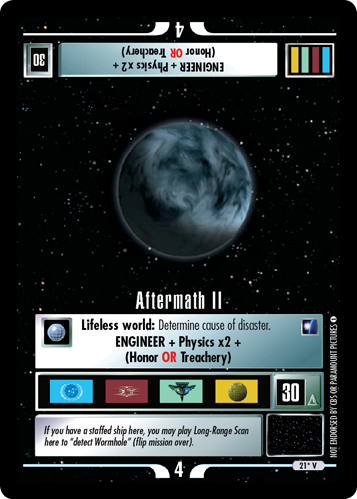 4
ENGINEER + Physics x2 +
(Honor OR Treachery)
30
Aftermath II
Lifeless world: Determine cause of disaster.
ENGINEER + Physics x2 +
(Honor OR Treachery)
30
If you have a staffed ship here, you may play Long-Range Scan
here to "detect Wormhole" (flip mission over).
4
21* V
NOT ENDORSED BY CBS OR PARAMOUNT PICTURES